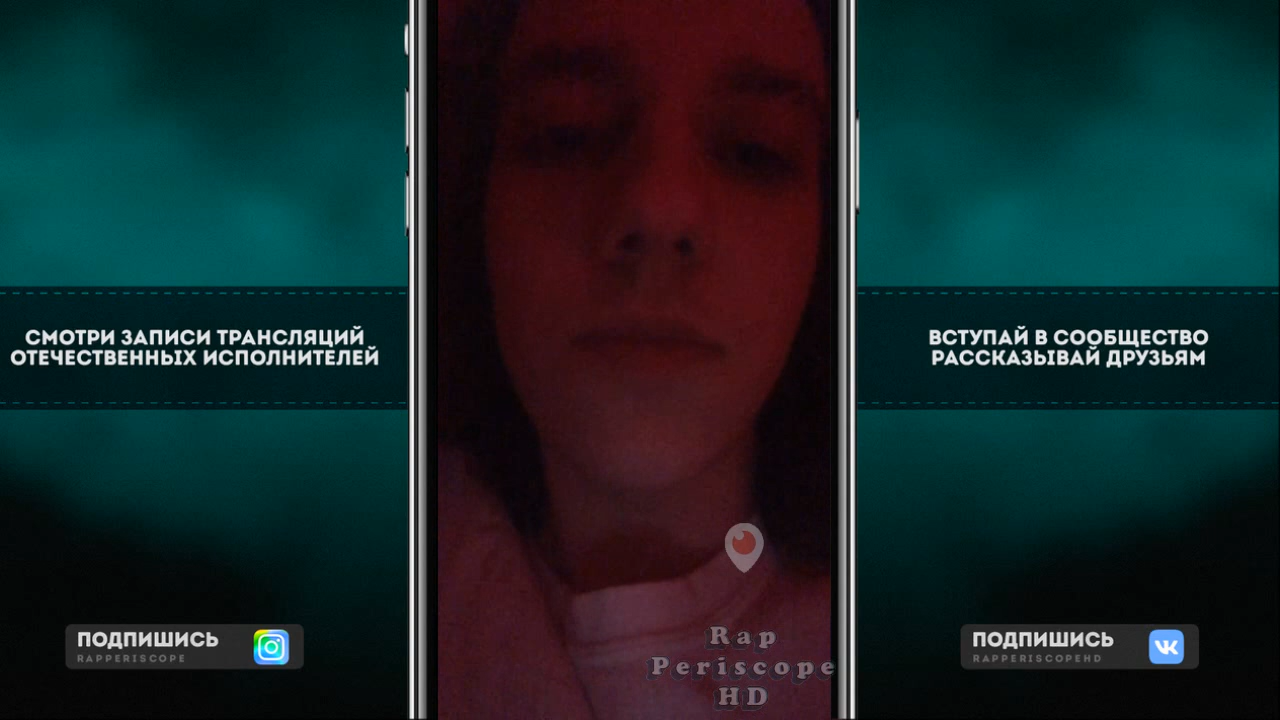 СМОТРИ ЗАПИСИ ТРАНСЛЯЦИЙ
ОТЕЧЕСТВЕННЫХ ИСПОЛНИТЕЛЕЙ
ВСТУПАЙ В СООБЩЕСТВО
РАССКАЗЫВАЙ ДРУЗЬЯМ
ПОДПИШИСЬ
RAPPERISCOPE
Rap
Periscope
HD
ПОДПИШИСЬ
RAPPERISCOPEHD